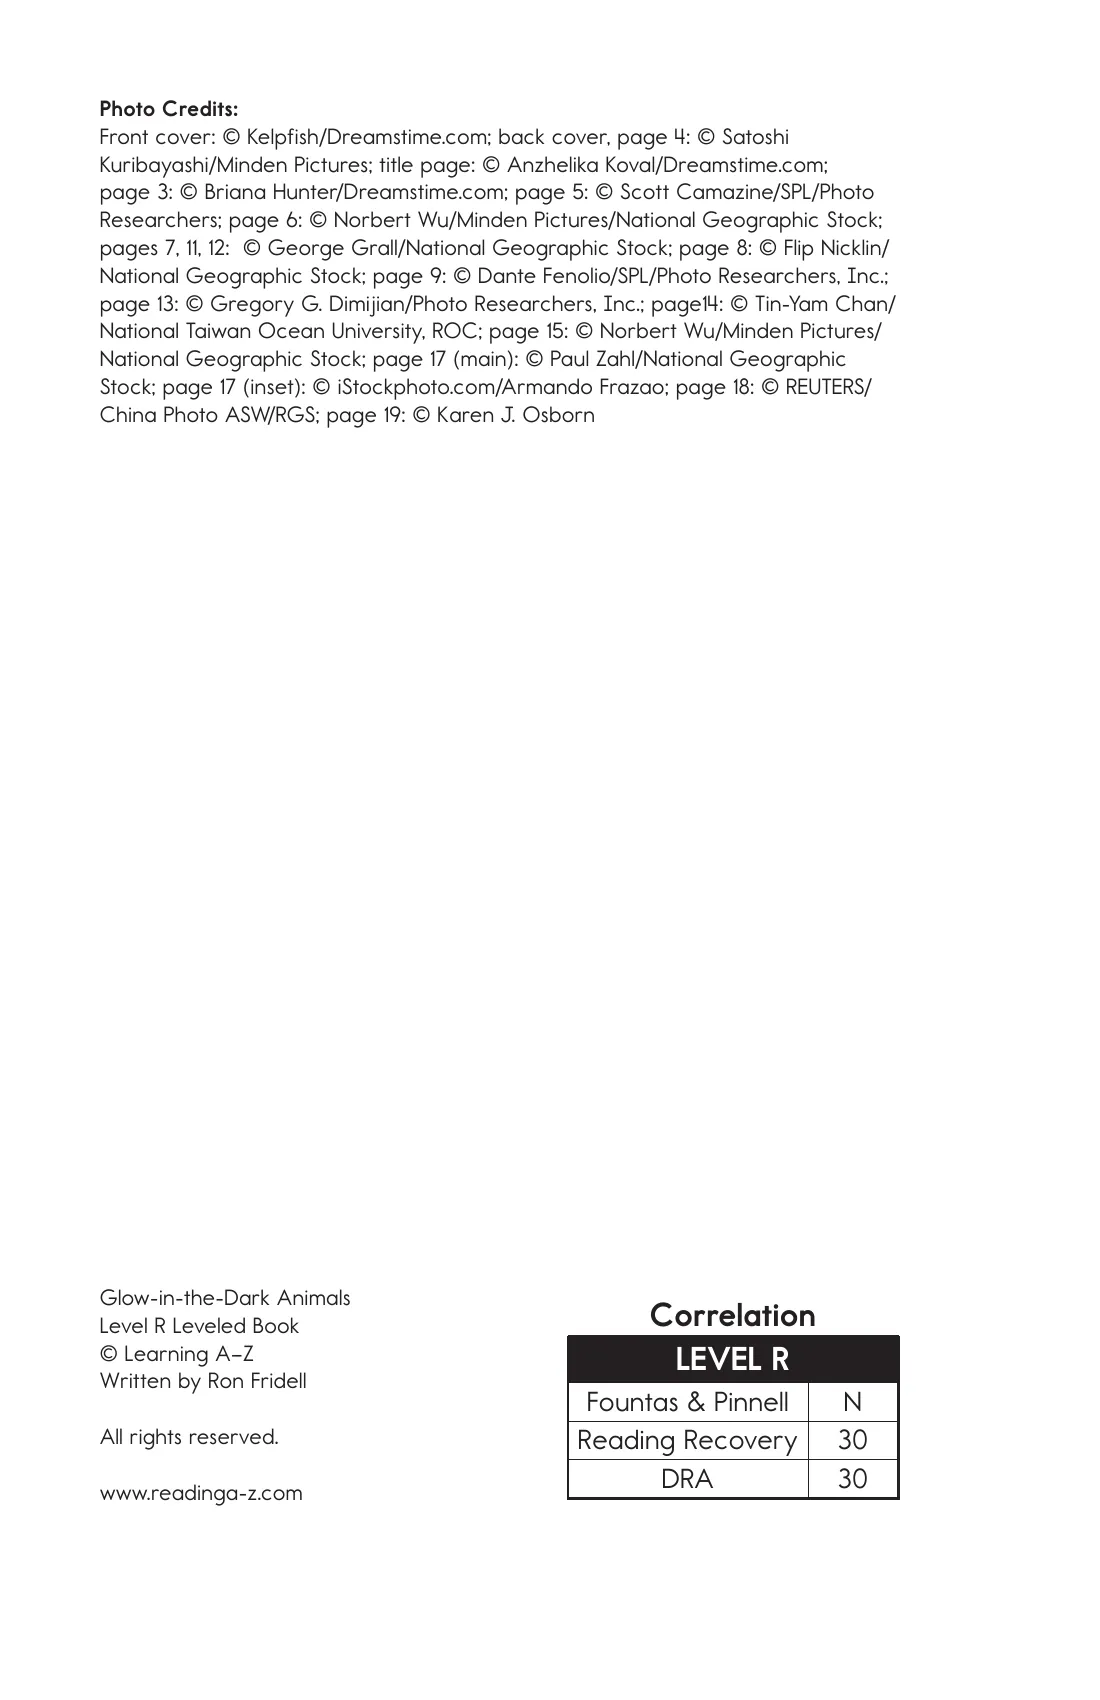 Photo Credits:
Front cover: © Kelpfish/Dreamstime.com; back cover, page 4: © Satoshi
Kuribayashi/Minden Pictures; title page: © Anzhelika Koval/Dreamstime.com;
page 3: © Briana Hunter/Dreamstime.com; page 5: © Scott Camazine/SPL/Photo
Researchers; page 6: © Norbert Wu/Minden Pictures/National Geographic Stock;
pages 7, 11, 12:  © George Grall/National Geographic Stock; page 8: © Flip Nicklin/
National Geographic Stock; page 9: © Dante Fenolio/SPL/Photo Researchers, Inc.;
page 13: © Gregory G. Dimijian/Photo Researchers, Inc.; page14: © Tin-Yam Chan/
National Taiwan Ocean University, ROC; page 15: © Norbert Wu/Minden Pictures/
National Geographic Stock; page 17 (main): © Paul Zahl/National Geographic
Stock; page 17 (inset): © iStockphoto.com/Armando Frazao; page 18: © REUTERS/
China Photo ASW/RGS; page 19: © Karen J. Osborn
Glow-in-the-Dark Animals
Level R Leveled Book
© Learning A–Z
Written by Ron Fridell
All rights reserved.
www.readinga-z.com
Correlation
LEVEL R
Fountas & Pinnell N
Reading Recovery 30
DRA 30